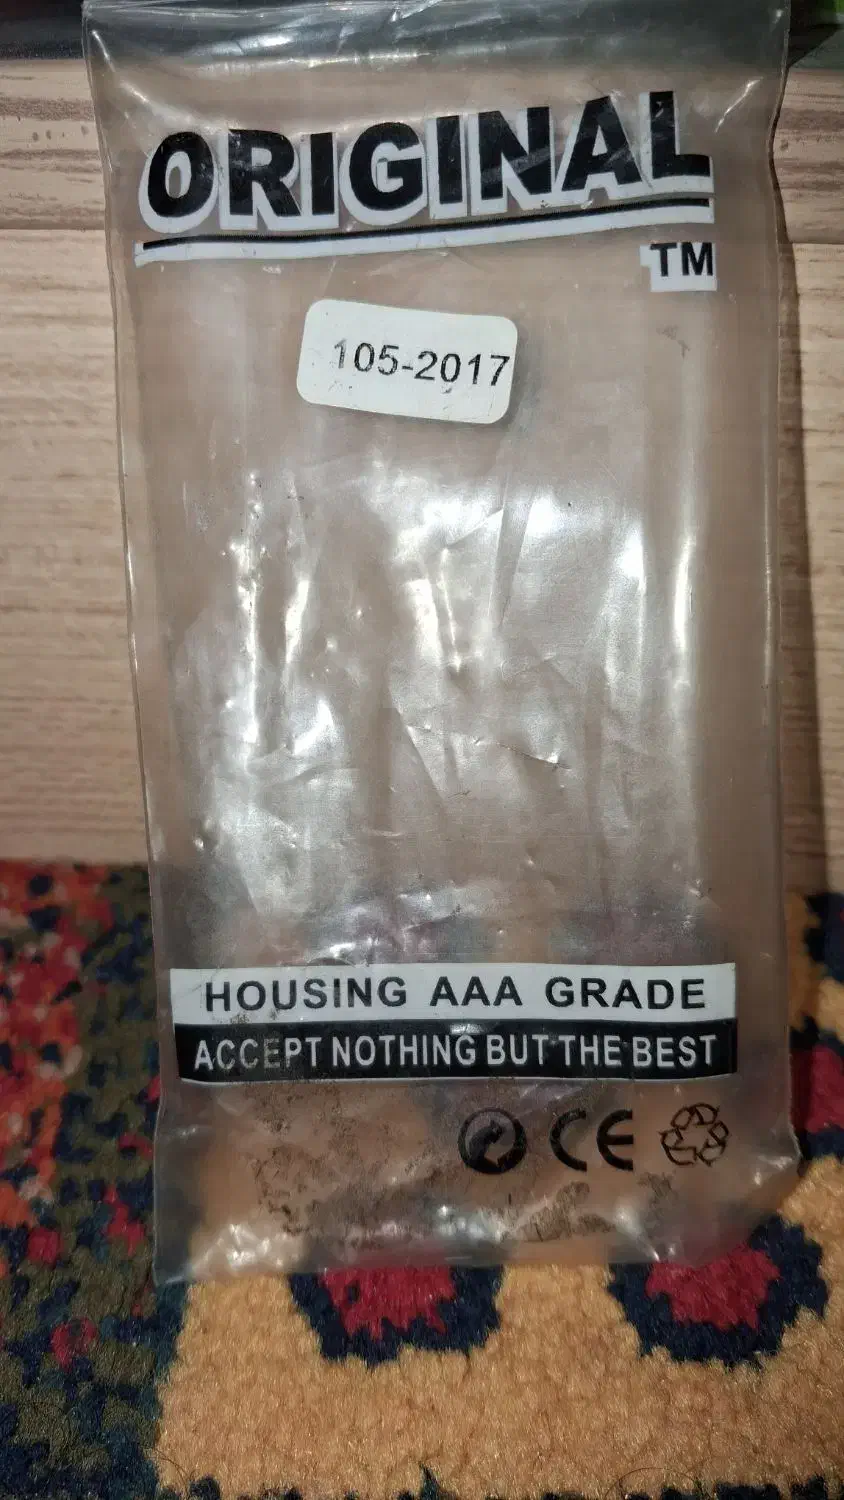 ORIGINAL
TM
105-2017
HOUSING AAA GRADE
ACCEPT NOTHING BUT THE BEST
CE